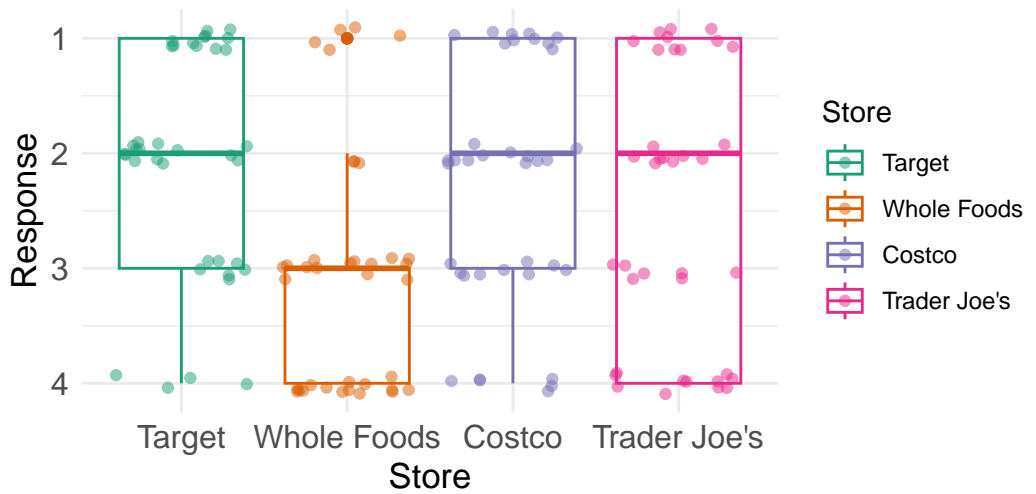 Response
1
2
3
4
Target
Whole Foods
Costco
Trader Joe's
Store
Store
Target
Whole Foods
Costco
Trader Joe's